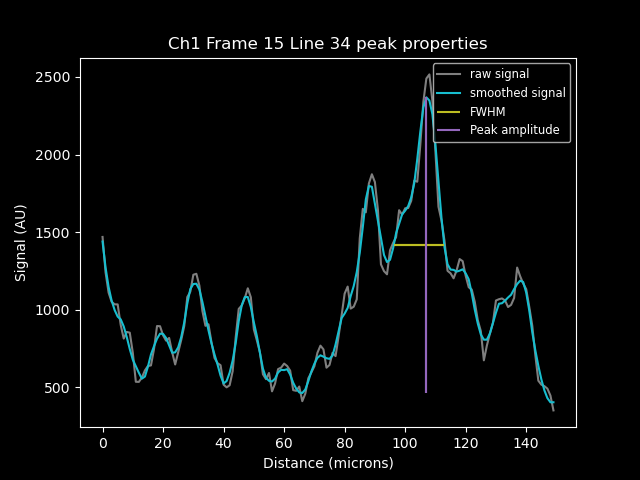 Ch1 Frame 15 Line 34 peak properties
raw signal
smoothed signal
FWHM
Peak amplitude
2500
2000
1500
1000
500
Signal (AU)
0 20 40 60 80 100 120 140
Distance (microns)